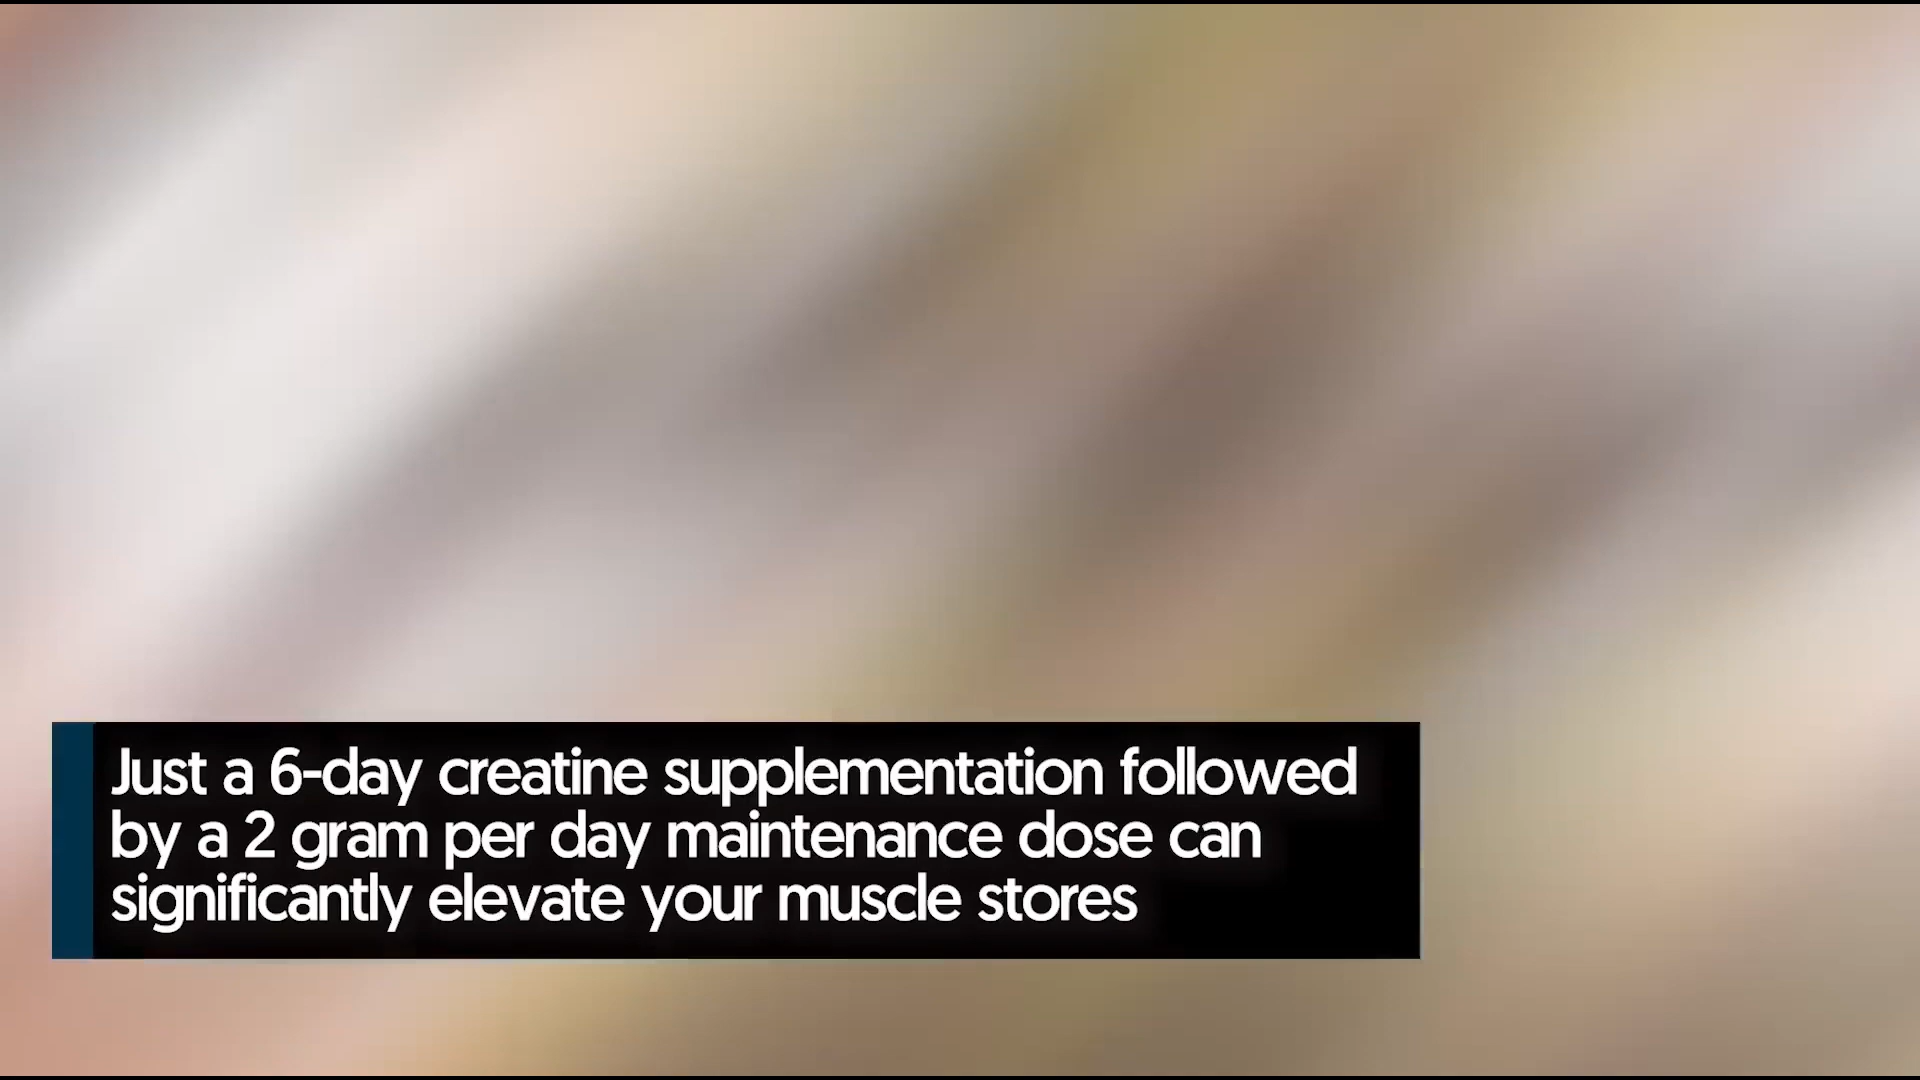 Just a 6-day creatine supplementation followed
by a 2 gram per day maintenance dose can
significantly elevate your muscle stores